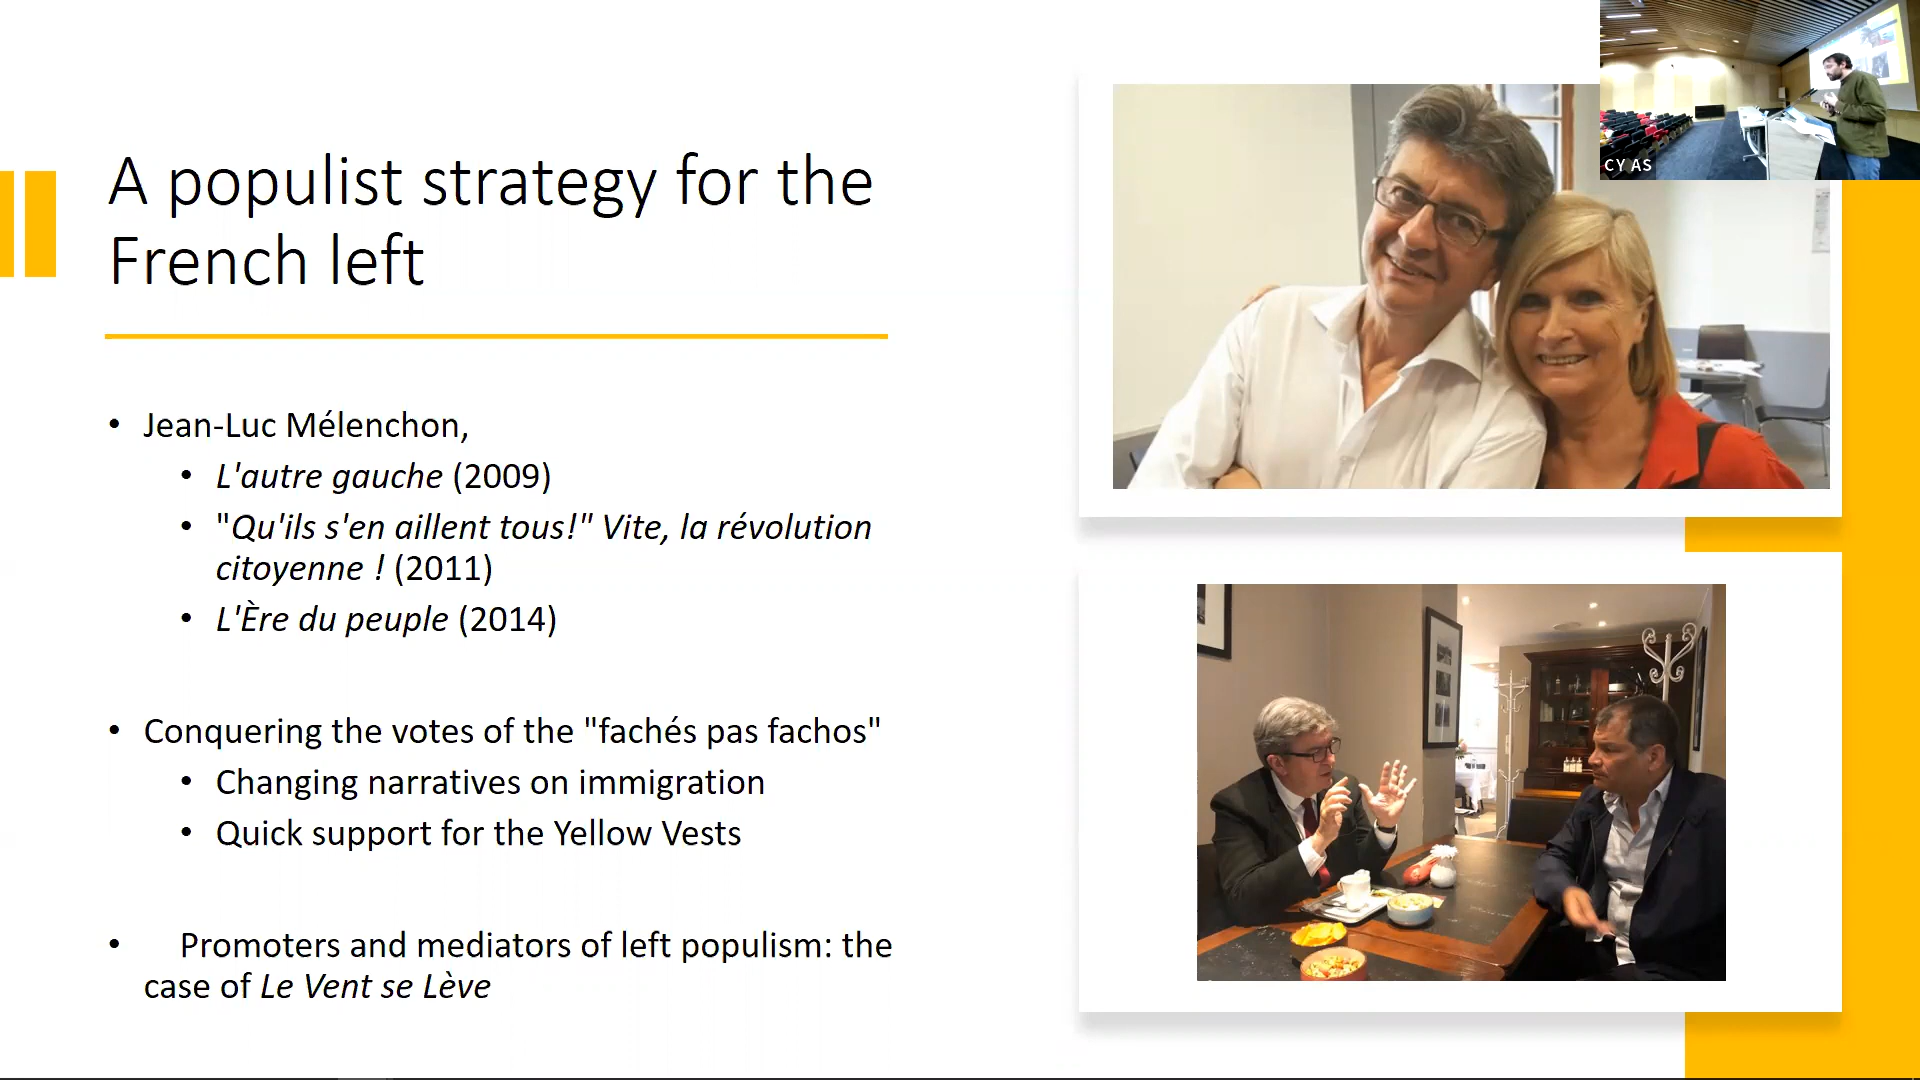 A populist strategy for the
French left
• Jean-Luc Mélenchon,
• L'autre gauche (2009)
• "Qu'ils s'en aillent tous!" Vite, la révolution
citoyenne ! (2011)
• L'Ère du peuple (2014)
• Conquering the votes of the "fachés pas fachos"
• Changing narratives on immigration
• Quick support for the Yellow Vests
• Promoters and mediators of left populism: the
case of Le Vent se Lève
CY AS